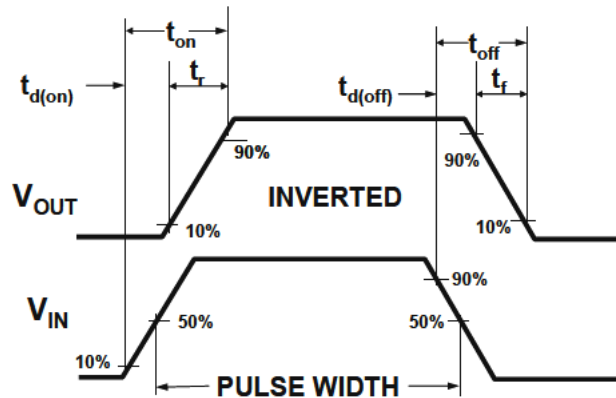 t_on
t_off
t_d(on)
t_r
t_d(off)
t_f
90%
90%
V_OUT
INVERTED
10%
10%
90%
V_IN
50%
50%
10%
PULSE WIDTH